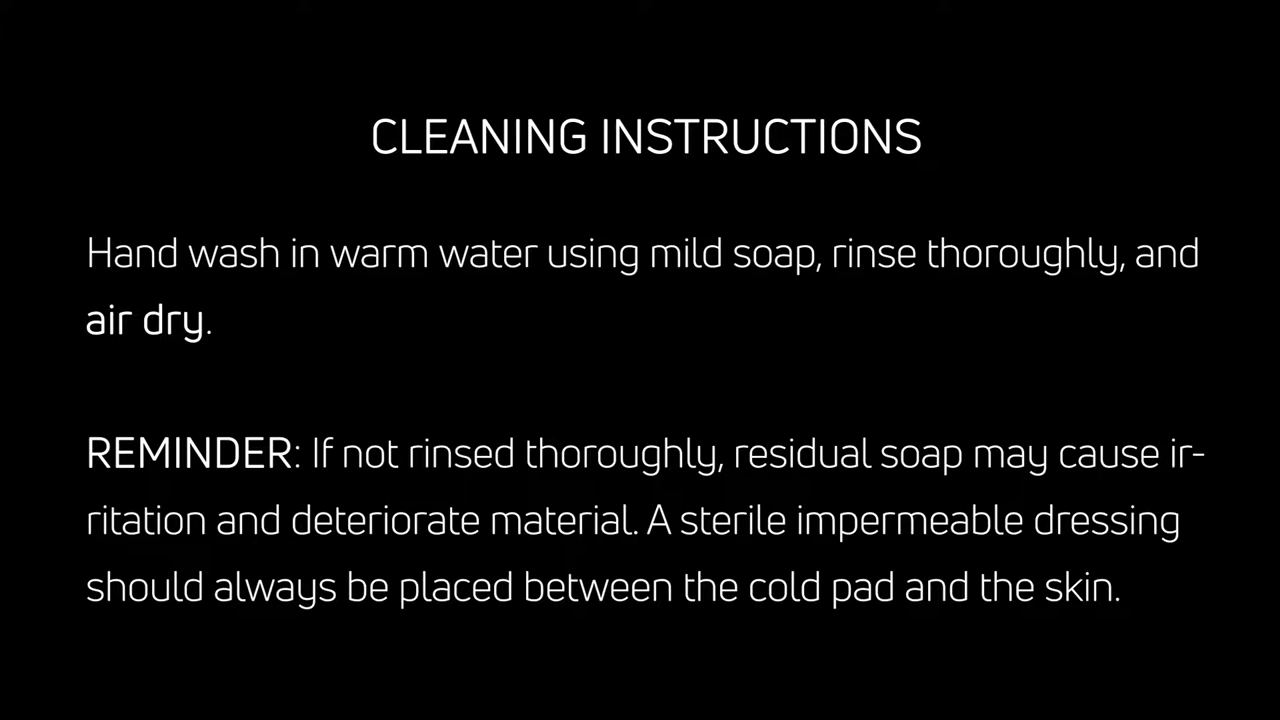 CLEANING INSTRUCTIONS
Hand wash in warm water using mild soap, rinse thoroughly, and
air dry.
REMINDER: If not rinsed thoroughly, residual soap may cause ir-
ritation and deteriorate material. A sterile impermeable dressing
should always be placed between the cold pad and the skin.